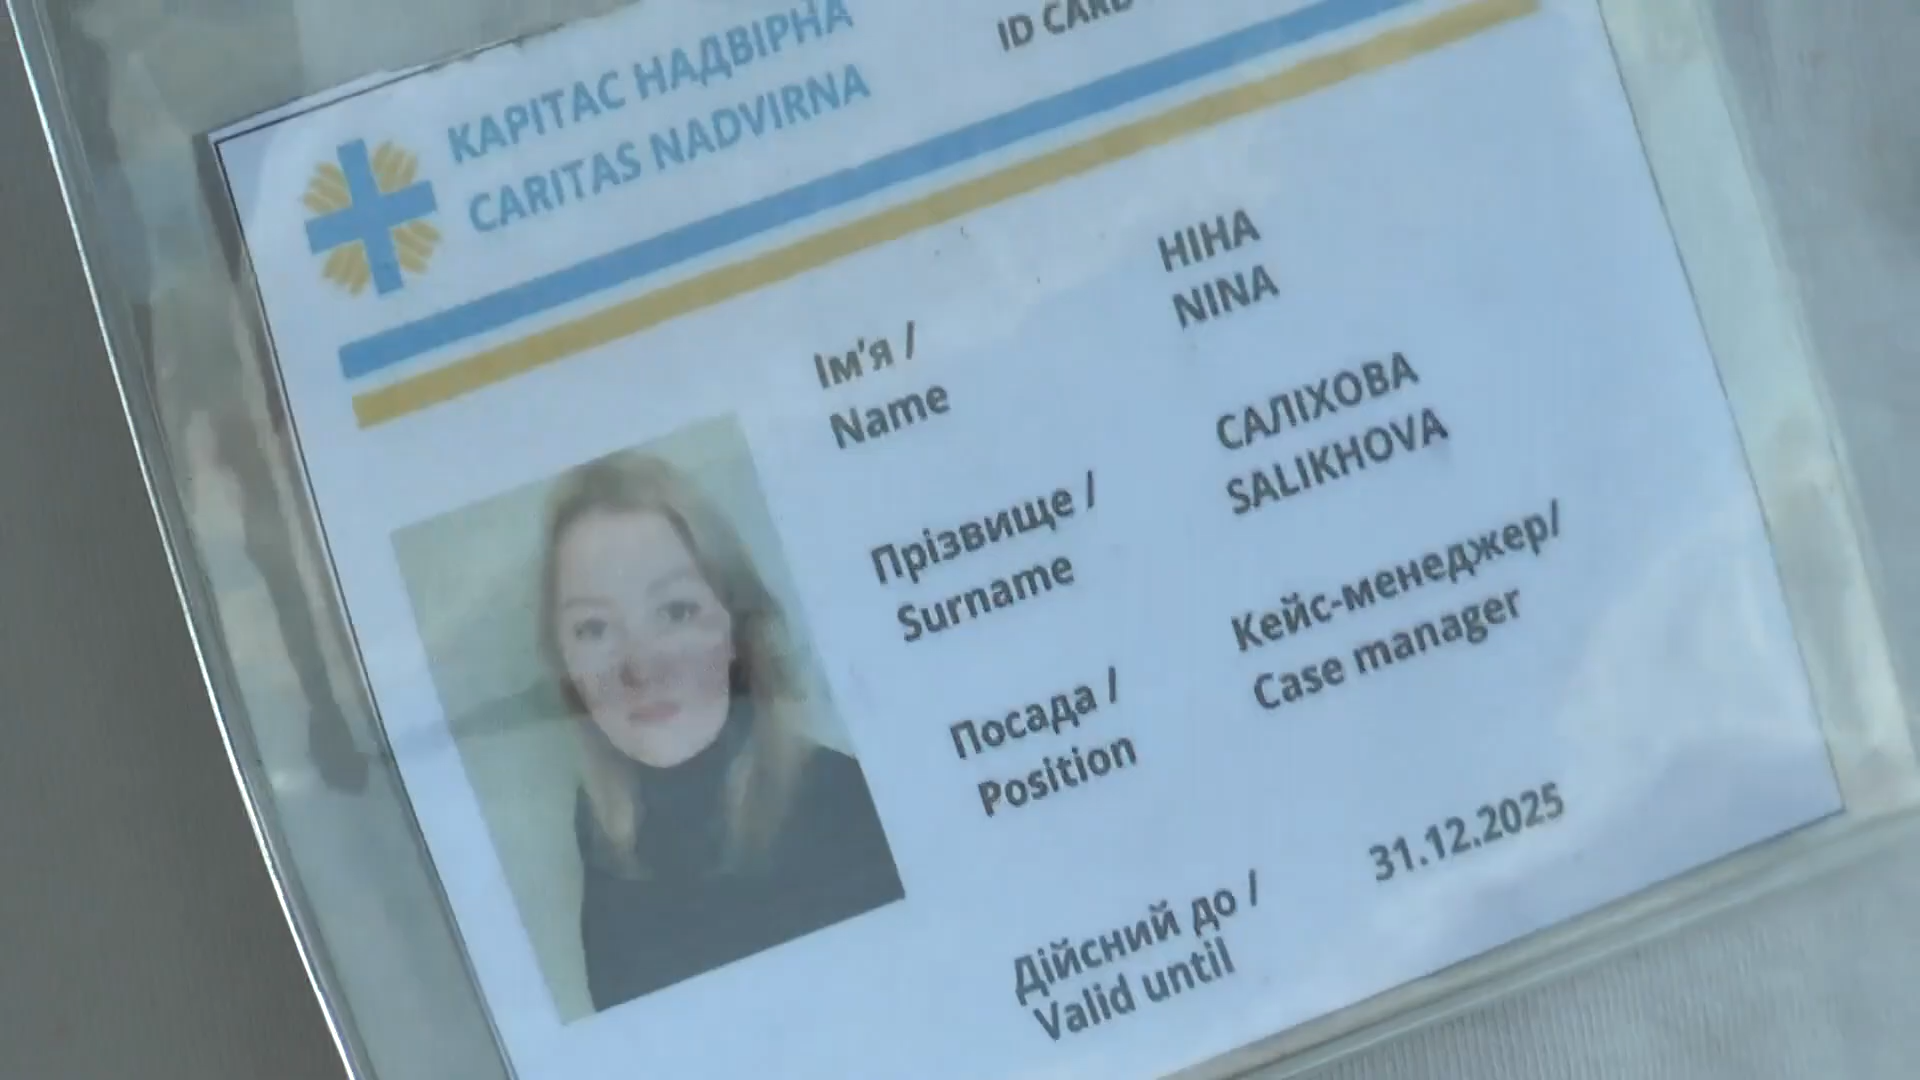 КАРІТАС НАДВІРНА
CARITAS NADVIRNA
ID CARD
Ім'я /
Name
НІНА
NINA
Прізвище /
Surname
САЛІХОВА
SALIKHOVA
Посада /
Position
Кейс-менеджер/
Case manager
Дійсний до /
Valid until
31.12.2025